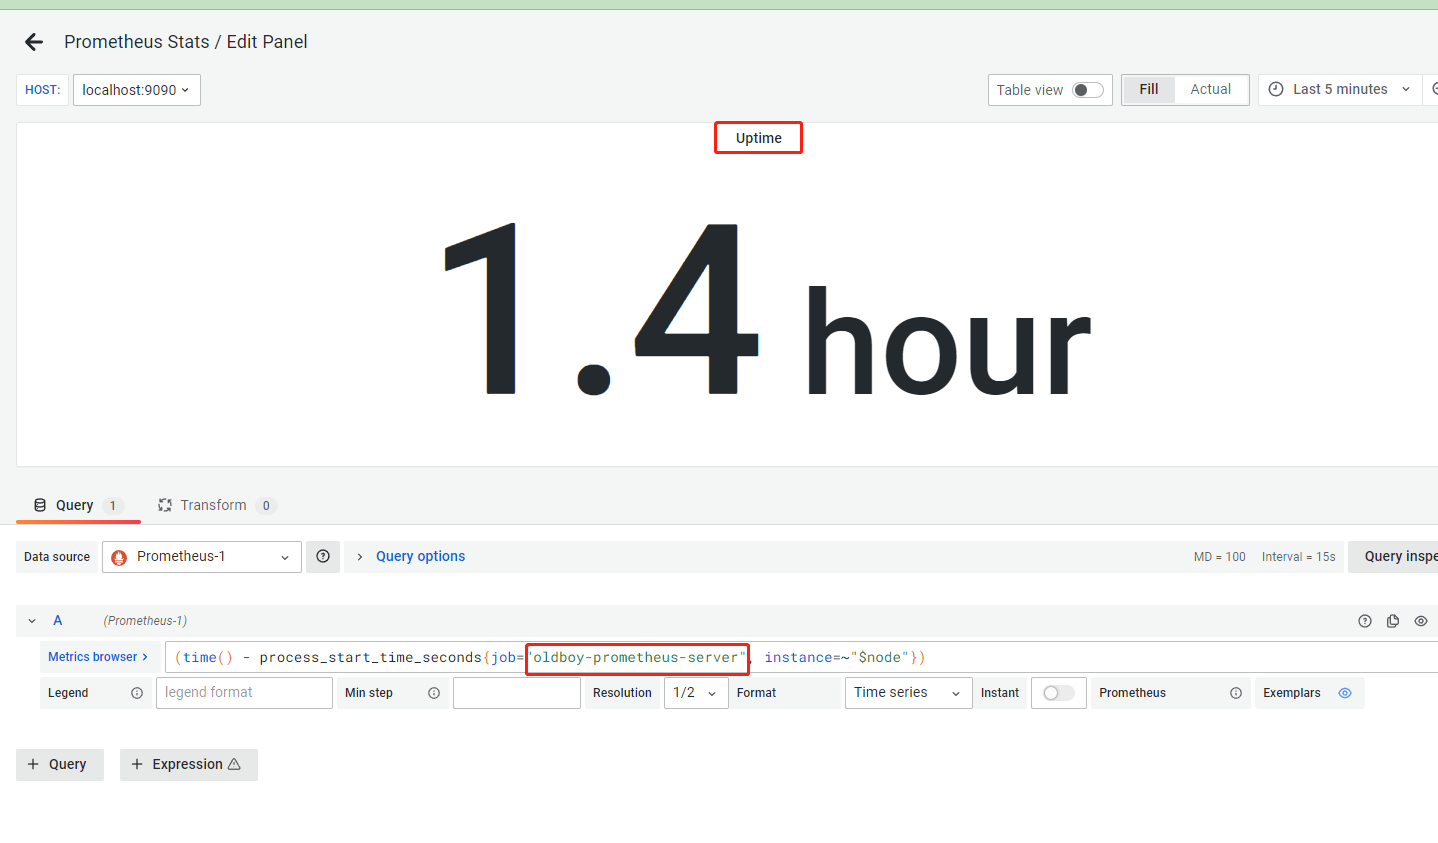 Prometheus Stats / Edit Panel
HOST: localhost:9090 Table view Fill Actual Last 5 minutes
Uptime
1.4 hour
Query 1 Transform 0
Data source Prometheus-1 Query options MD = 100 Interval = 15s Query inspe
A (Prometheus-1)
Metrics browser > (time() - process_start_time_seconds{job="oldboy-prometheus-server", instance=~"$node"})
Legend legend format Min step Resolution 1/2 Format Time series Instant Prometheus Exemplars
+ Query + Expression